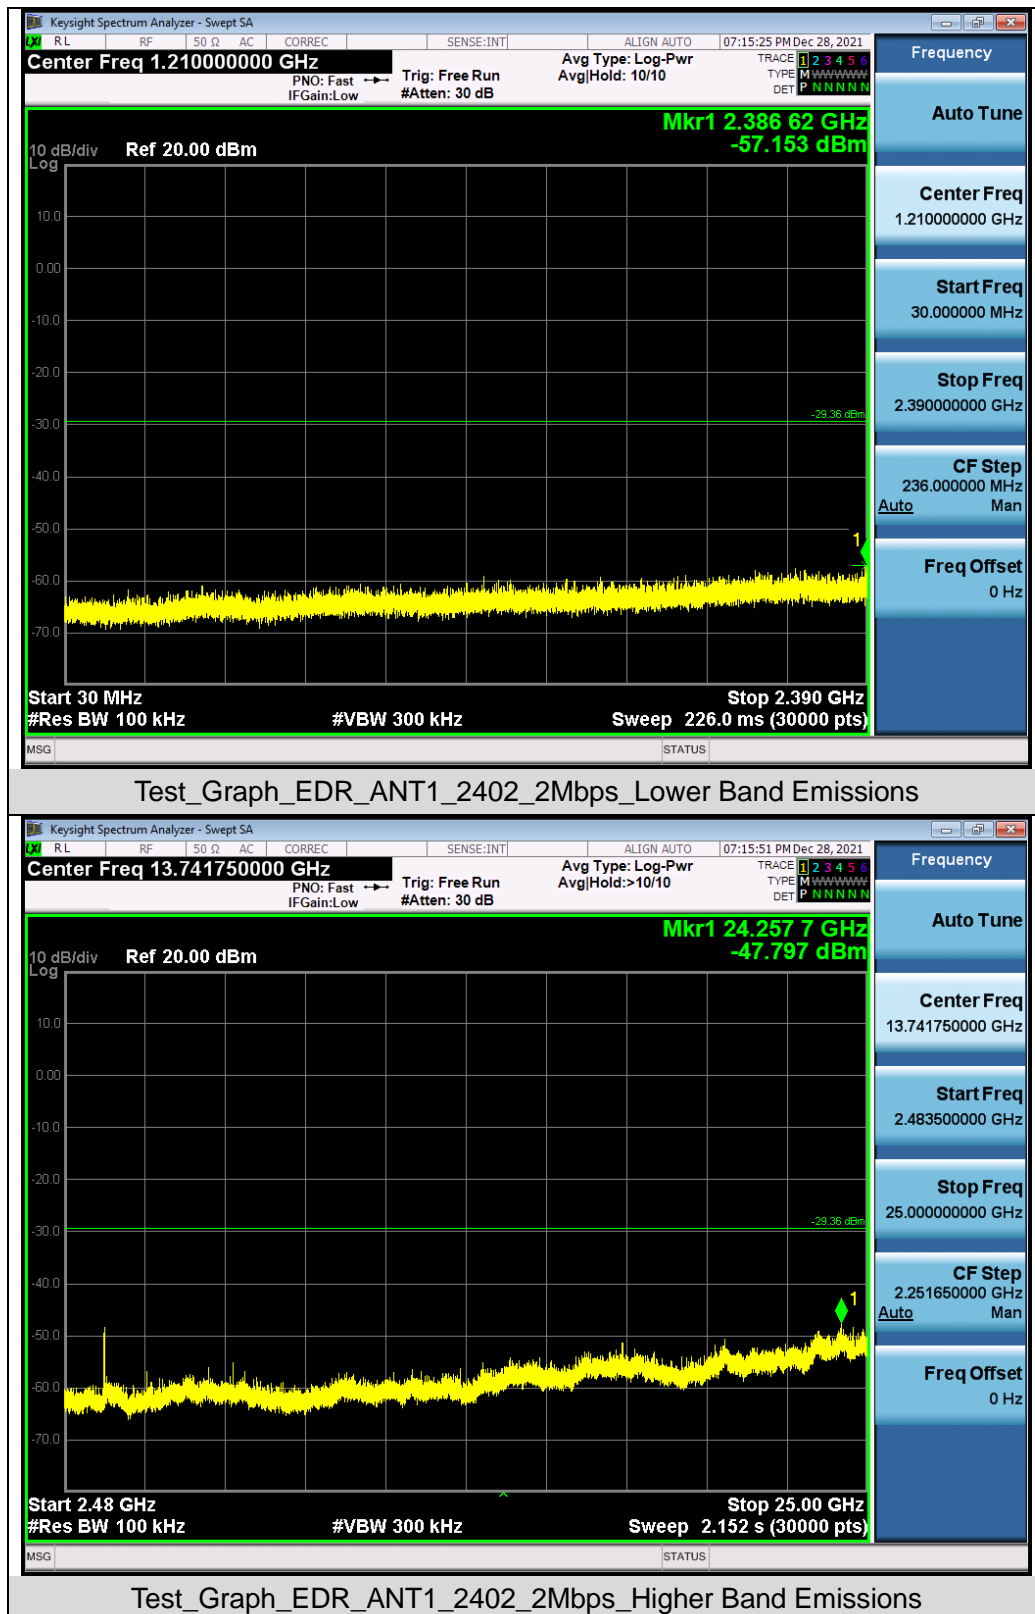 Keysight Spectrum Analyzer - Swept SA
LXI RL RF 50 Ω AC CORREC SENSE:INT ALIGN AUTO 07:15:25 PM Dec 28, 2021
Center Freq 1.210000000 GHz
PNO: Fast
IFGain:Low
Trig: Free Run
#Atten: 30 dB
Avg Type: Log-Pwr
Avg|Hold: 10/10
TRACE 1 2 3 4 5 6
TYPE M WWWWW
DET P N N N N N
Mkr1 2.386 62 GHz
-57.153 dBm
10 dB/div Ref 20.00 dBm
Log
10.0
0.00
-10.0
-20.0
-29.36 dBm
-30.0
-40.0
-50.0
1
-60.0
-70.0
Start 30 MHz Stop 2.390 GHz
#Res BW 100 kHz #VBW 300 kHz Sweep 226.0 ms (30000 pts)
MSG STATUS
Frequency
Auto Tune
Center Freq
1.210000000 GHz
Start Freq
30.000000 MHz
Stop Freq
2.390000000 GHz
CF Step
236.000000 MHz
Auto Man
Freq Offset
0 Hz
Test_Graph_EDR_ANT1_2402_2Mbps_Lower Band Emissions
Keysight Spectrum Analyzer - Swept SA
LXI RL RF 50 Ω AC CORREC SENSE:INT ALIGN AUTO 07:15:51 PM Dec 28, 2021
Center Freq 13.741750000 GHz
PNO: Fast
IFGain:Low
Trig: Free Run
#Atten: 30 dB
Avg Type: Log-Pwr
Avg|Hold:>10/10
TRACE 1 2 3 4 5 6
TYPE M WWWWW
DET P N N N N N
Mkr1 24.257 7 GHz
-47.797 dBm
10 dB/div Ref 20.00 dBm
Log
10.0
0.00
-10.0
-20.0
-29.36 dBm
-30.0
-40.0
1
-50.0
-60.0
-70.0
Start 2.48 GHz Stop 25.00 GHz
#Res BW 100 kHz #VBW 300 kHz Sweep 2.152 s (30000 pts)
MSG STATUS
Frequency
Auto Tune
Center Freq
13.741750000 GHz
Start Freq
2.483500000 GHz
Stop Freq
25.000000000 GHz
CF Step
2.251650000 GHz
Auto Man
Freq Offset
0 Hz
Test_Graph_EDR_ANT1_2402_2Mbps_Higher Band Emissions